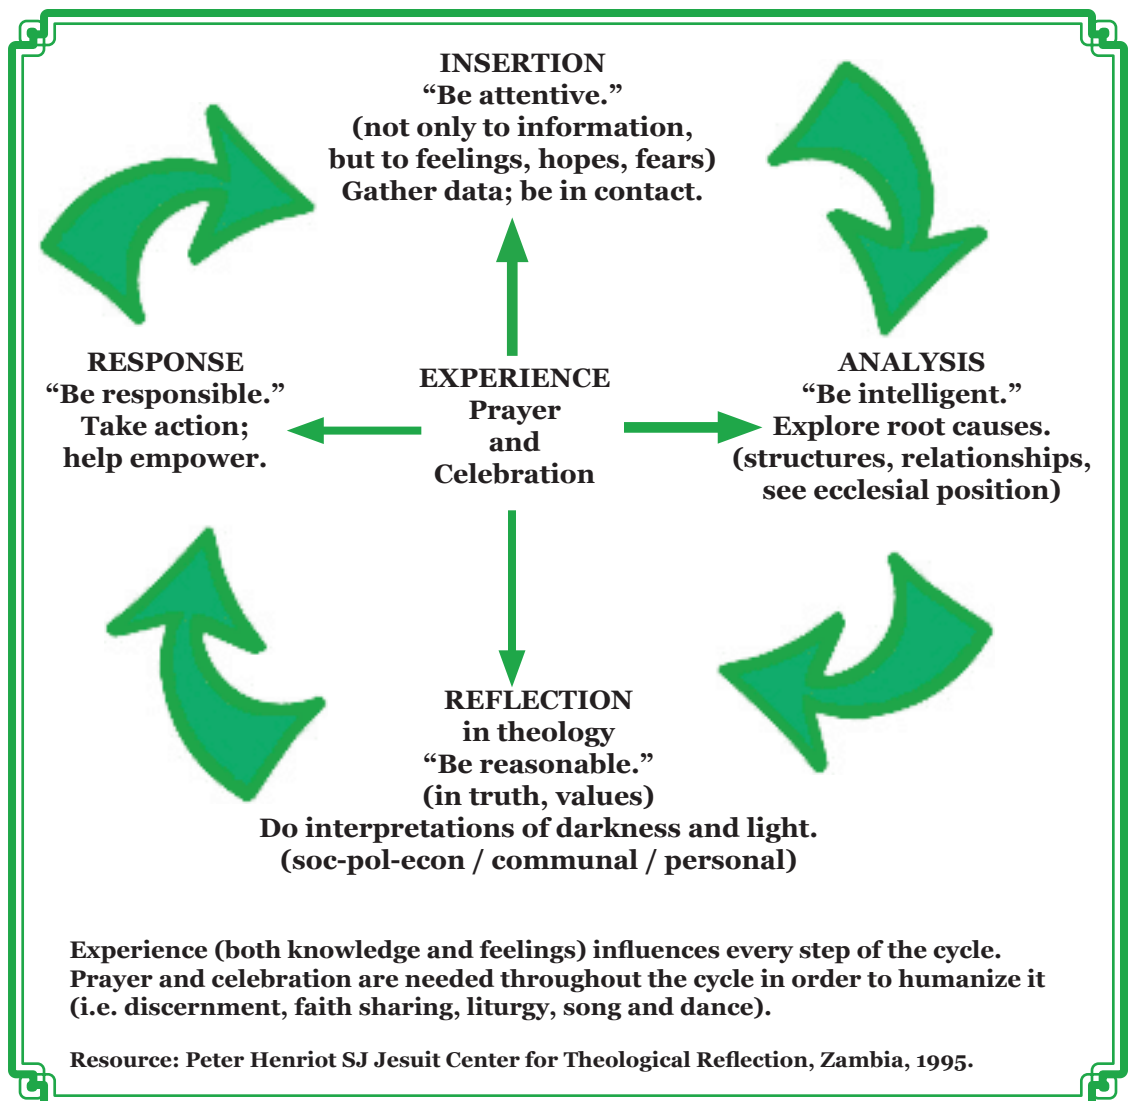 INSERTION
“Be attentive.”
(not only to information,
but to feelings, hopes, fears)
Gather data; be in contact.
RESPONSE
“Be responsible.”
Take action;
help empower.
EXPERIENCE
Prayer
and
Celebration
ANALYSIS
“Be intelligent.”
Explore root causes.
(structures, relationships,
see ecclesial position)
REFLECTION
in theology
“Be reasonable.”
(in truth, values)
Do interpretations of darkness and light.
(soc-pol-econ / communal / personal)
Experience (both knowledge and feelings) influences every step of the cycle.
Prayer and celebration are needed throughout the cycle in order to humanize it
(i.e. discernment, faith sharing, liturgy, song and dance).
Resource: Peter Henriot SJ Jesuit Center for Theological Reflection, Zambia, 1995.